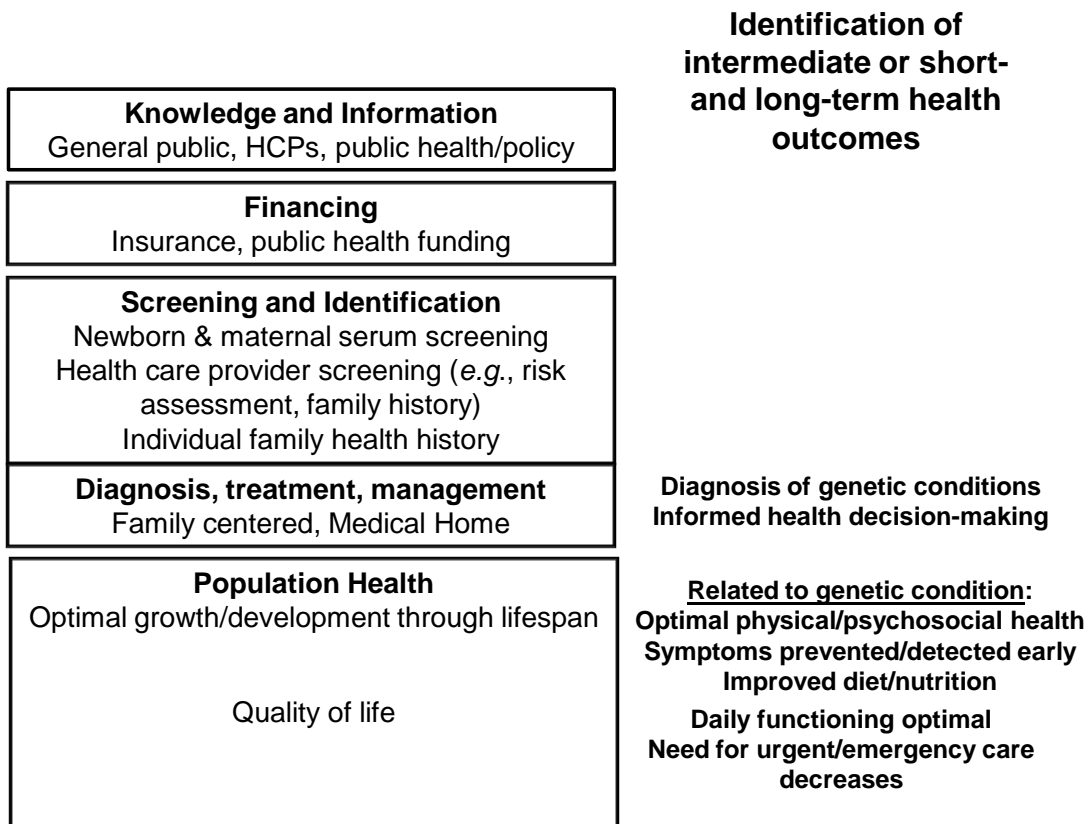 Identification of
intermediate or short-
and long-term health
outcomes
Knowledge and Information
General public, HCPs, public health/policy
Financing
Insurance, public health funding
Screening and Identification
Newborn & maternal serum screening
Health care provider screening (e.g., risk
assessment, family history)
Individual family health history
Diagnosis, treatment, management
Family centered, Medical Home
Diagnosis of genetic conditions
Informed health decision-making
Population Health
Optimal growth/development through lifespan
Quality of life
Related to genetic condition:
Optimal physical/psychosocial health
Symptoms prevented/detected early
Improved diet/nutrition
Daily functioning optimal
Need for urgent/emergency care
decreases